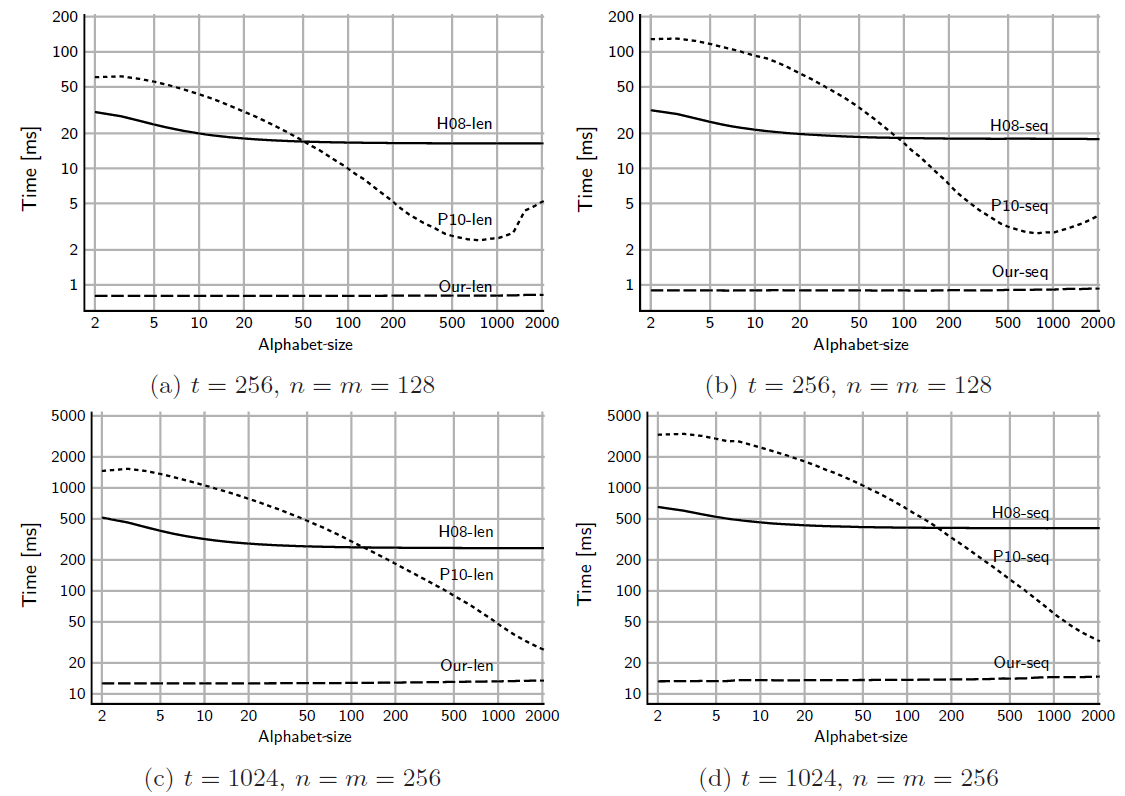 200
100
50
20
10
5
2
1
Time [ms]
H08-len
P10-len
Our-len
2 5 10 20 50 100 200 500 1000 2000
Alphabet-size
(a) t = 256, n = m = 128
200
100
50
20
10
5
2
1
Time [ms]
H08-seq
P10-seq
Our-seq
2 5 10 20 50 100 200 500 1000 2000
Alphabet-size
(b) t = 256, n = m = 128
5000
2000
1000
500
200
100
50
20
10
Time [ms]
H08-len
P10-len
Our-len
2 5 10 20 50 100 200 500 1000 2000
Alphabet-size
(c) t = 1024, n = m = 256
5000
2000
1000
500
200
100
50
20
10
Time [ms]
H08-seq
P10-seq
Our-seq
2 5 10 20 50 100 200 500 1000 2000
Alphabet-size
(d) t = 1024, n = m = 256